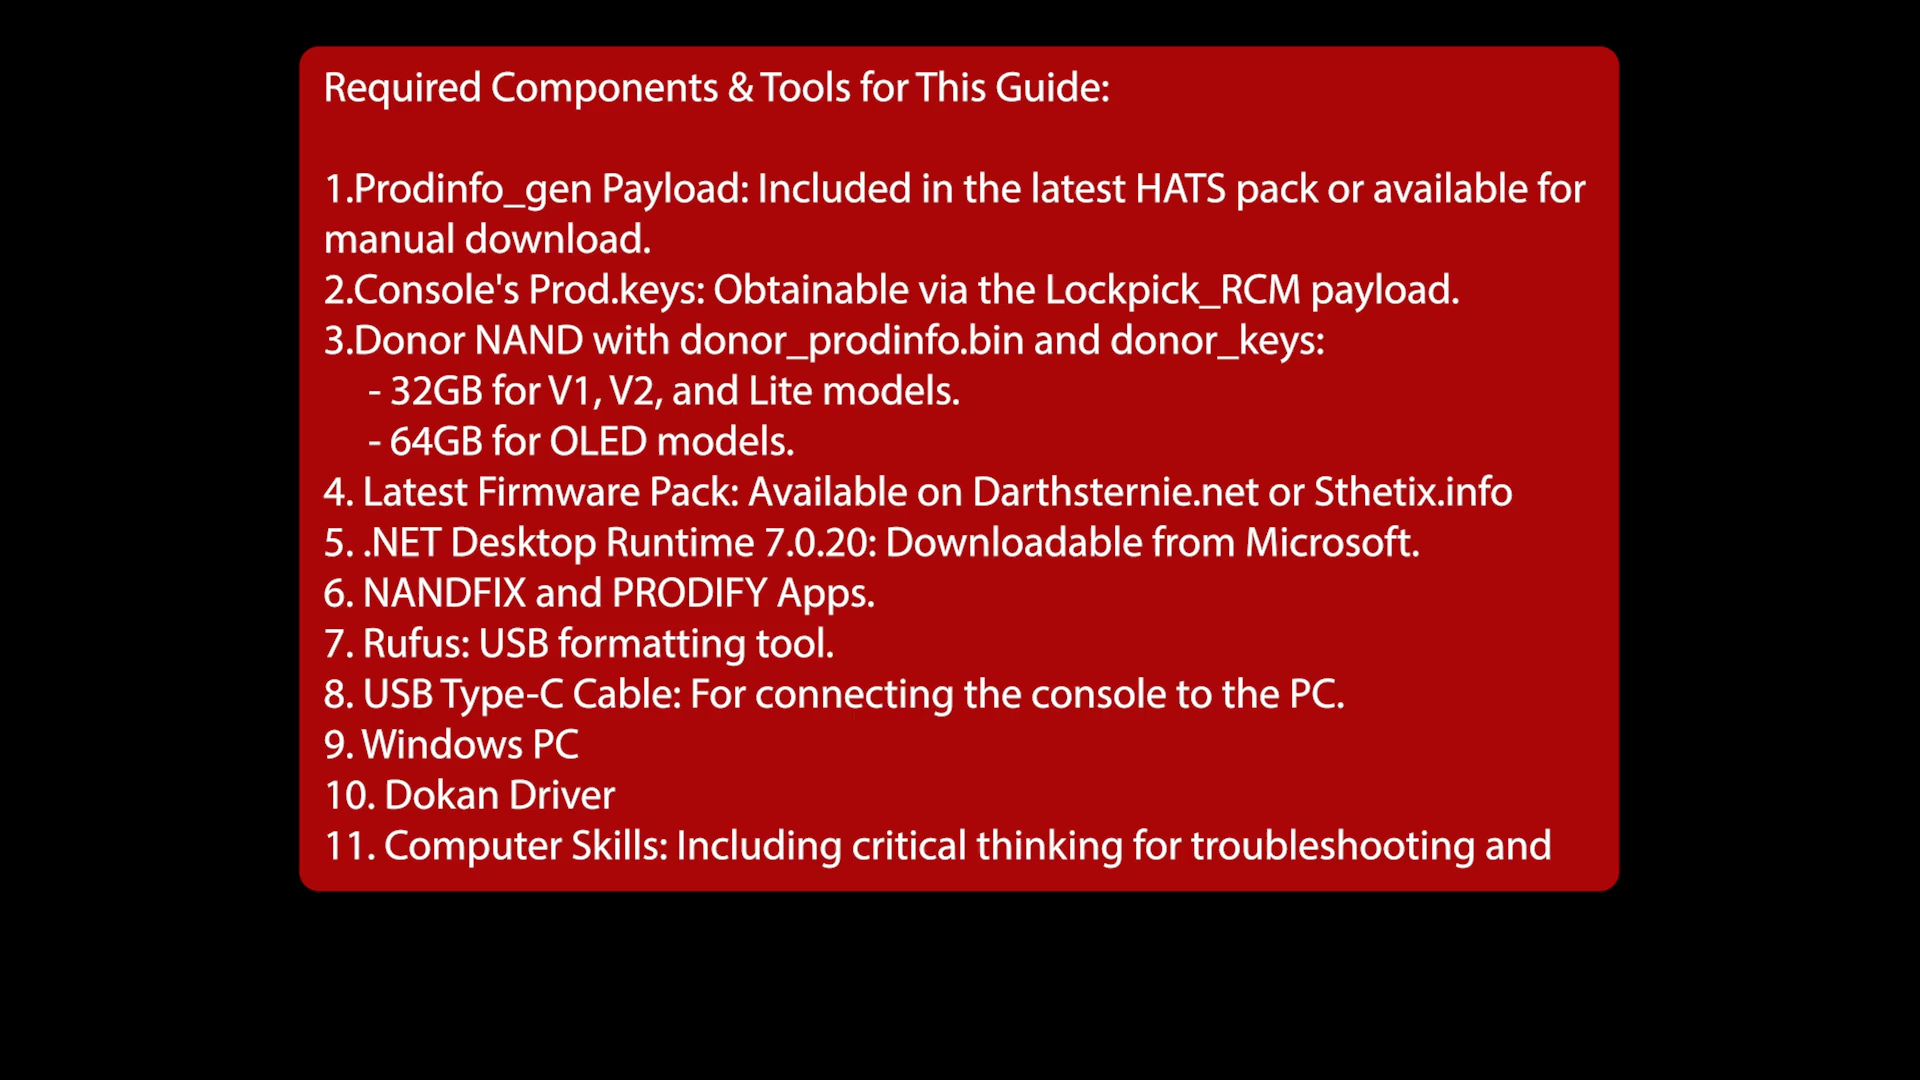 Required Components & Tools for This Guide:
1.Prodinfo_gen Payload: Included in the latest HATS pack or available for
manual download.
2.Console's Prod.keys: Obtainable via the Lockpick_RCM payload.
3.Donor NAND with donor_prodinfo.bin and donor_keys:
- 32GB for V1, V2, and Lite models.
- 64GB for OLED models.
4. Latest Firmware Pack: Available on Darthsternie.net or Sthetix.info
5. .NET Desktop Runtime 7.0.20: Downloadable from Microsoft.
6. NANDFIX and PRODIFY Apps.
7. Rufus: USB formatting tool.
8. USB Type-C Cable: For connecting the console to the PC.
9. Windows PC
10. Dokan Driver
11. Computer Skills: Including critical thinking for troubleshooting and